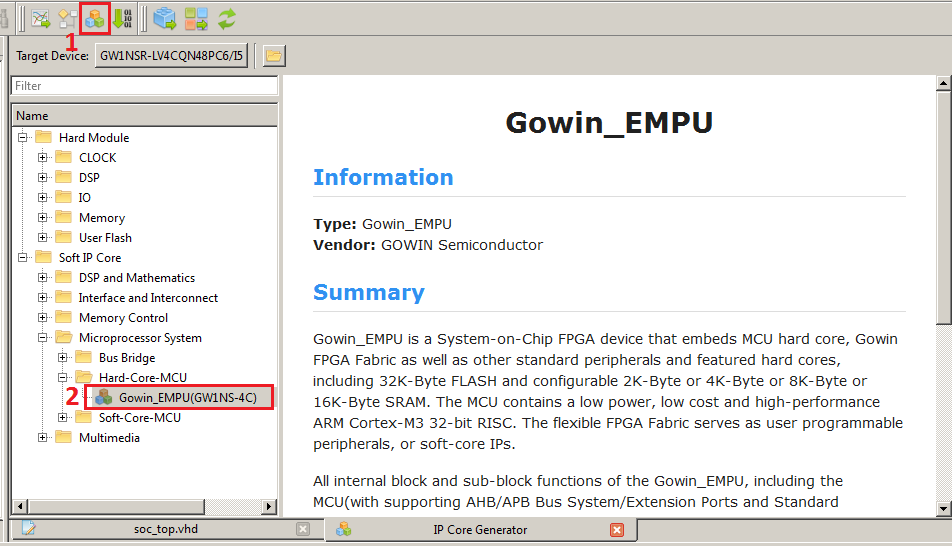 01
10
01
1
Target Device: GW1NSR-LV4CQN48PC6/I5
Filter
Name
Hard Module
CLOCK
DSP
IO
Memory
User Flash
Soft IP Core
DSP and Mathematics
Interface and Interconnect
Memory Control
Microprocessor System
Bus Bridge
Hard-Core-MCU
2
Gowin_EMPU(GW1NS-4C)
Soft-Core-MCU
Multimedia
Gowin_EMPU
Information
Type: Gowin_EMPU
Vendor: GOWIN Semiconductor
Summary
Gowin_EMPU is a System-on-Chip FPGA device that embeds MCU hard core, Gowin
FPGA Fabric as well as other standard peripherals and featured hard cores,
including 32K-Byte FLASH and configurable 2K-Byte or 4K-Byte or 8K-Byte or
16K-Byte SRAM. The MCU contains a low power, low cost and high-performance
ARM Cortex-M3 32-bit RISC. The flexible FPGA Fabric serves as user programmable
peripherals, or soft-core IPs.
All internal block and sub-block functions of the Gowin_EMPU, including the
MCU(with supporting AHB/APB Bus System/Extension Ports and Standard
soc_top.vhd
IP Core Generator